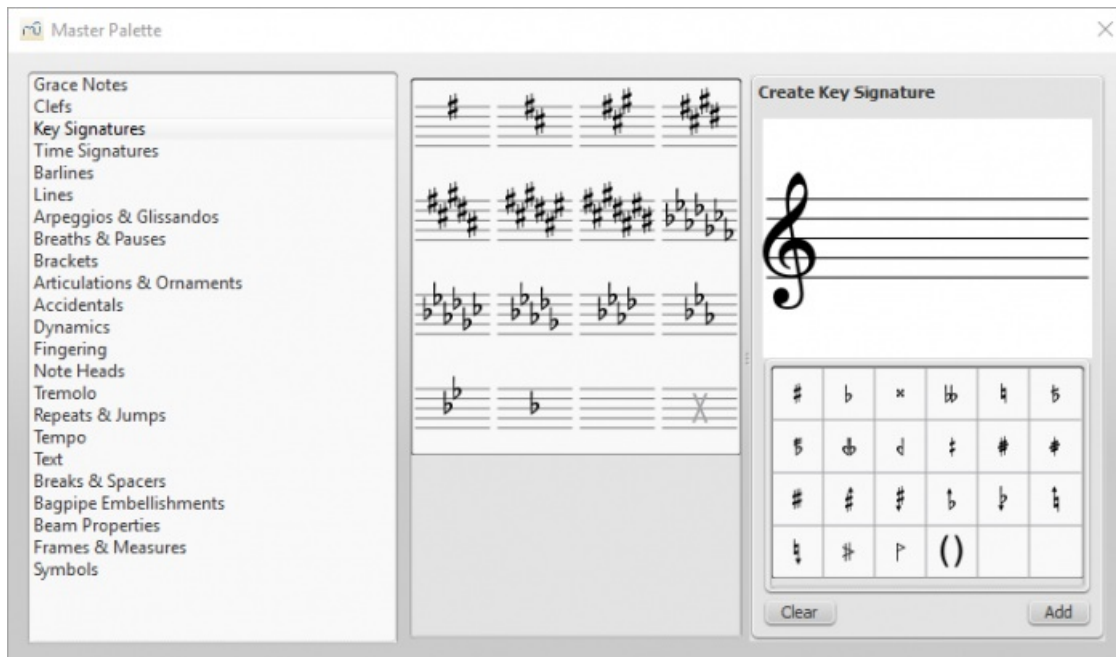 Master Palette
Grace Notes
Clefs
Key Signatures
Time Signatures
Barlines
Lines
Arpeggios & Glissandos
Breaths & Pauses
Brackets
Articulations & Ornaments
Accidentals
Dynamics
Fingering
Note Heads
Tremolo
Repeats & Jumps
Tempo
Text
Breaks & Spacers
Bagpipe Embellishments
Beam Properties
Frames & Measures
Symbols
Create Key Signature
Clear
Add